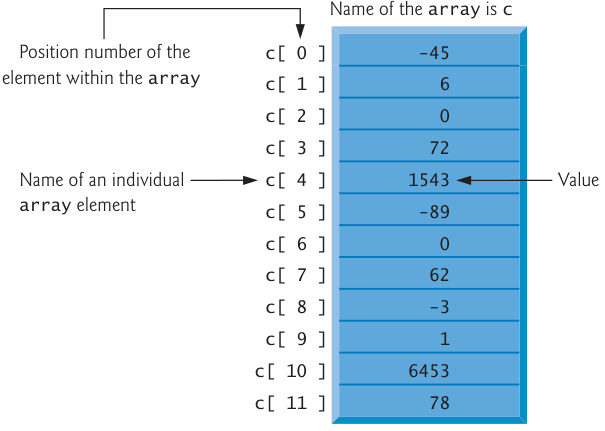 Name of the array is c
Position number of the
element within the array
c[ 0 ] -45
c[ 1 ] 6
c[ 2 ] 0
c[ 3 ] 72
Name of an individual
array element
c[ 4 ] 1543
Value
c[ 5 ] -89
c[ 6 ] 0
c[ 7 ] 62
c[ 8 ] -3
c[ 9 ] 1
c[ 10 ] 6453
c[ 11 ] 78